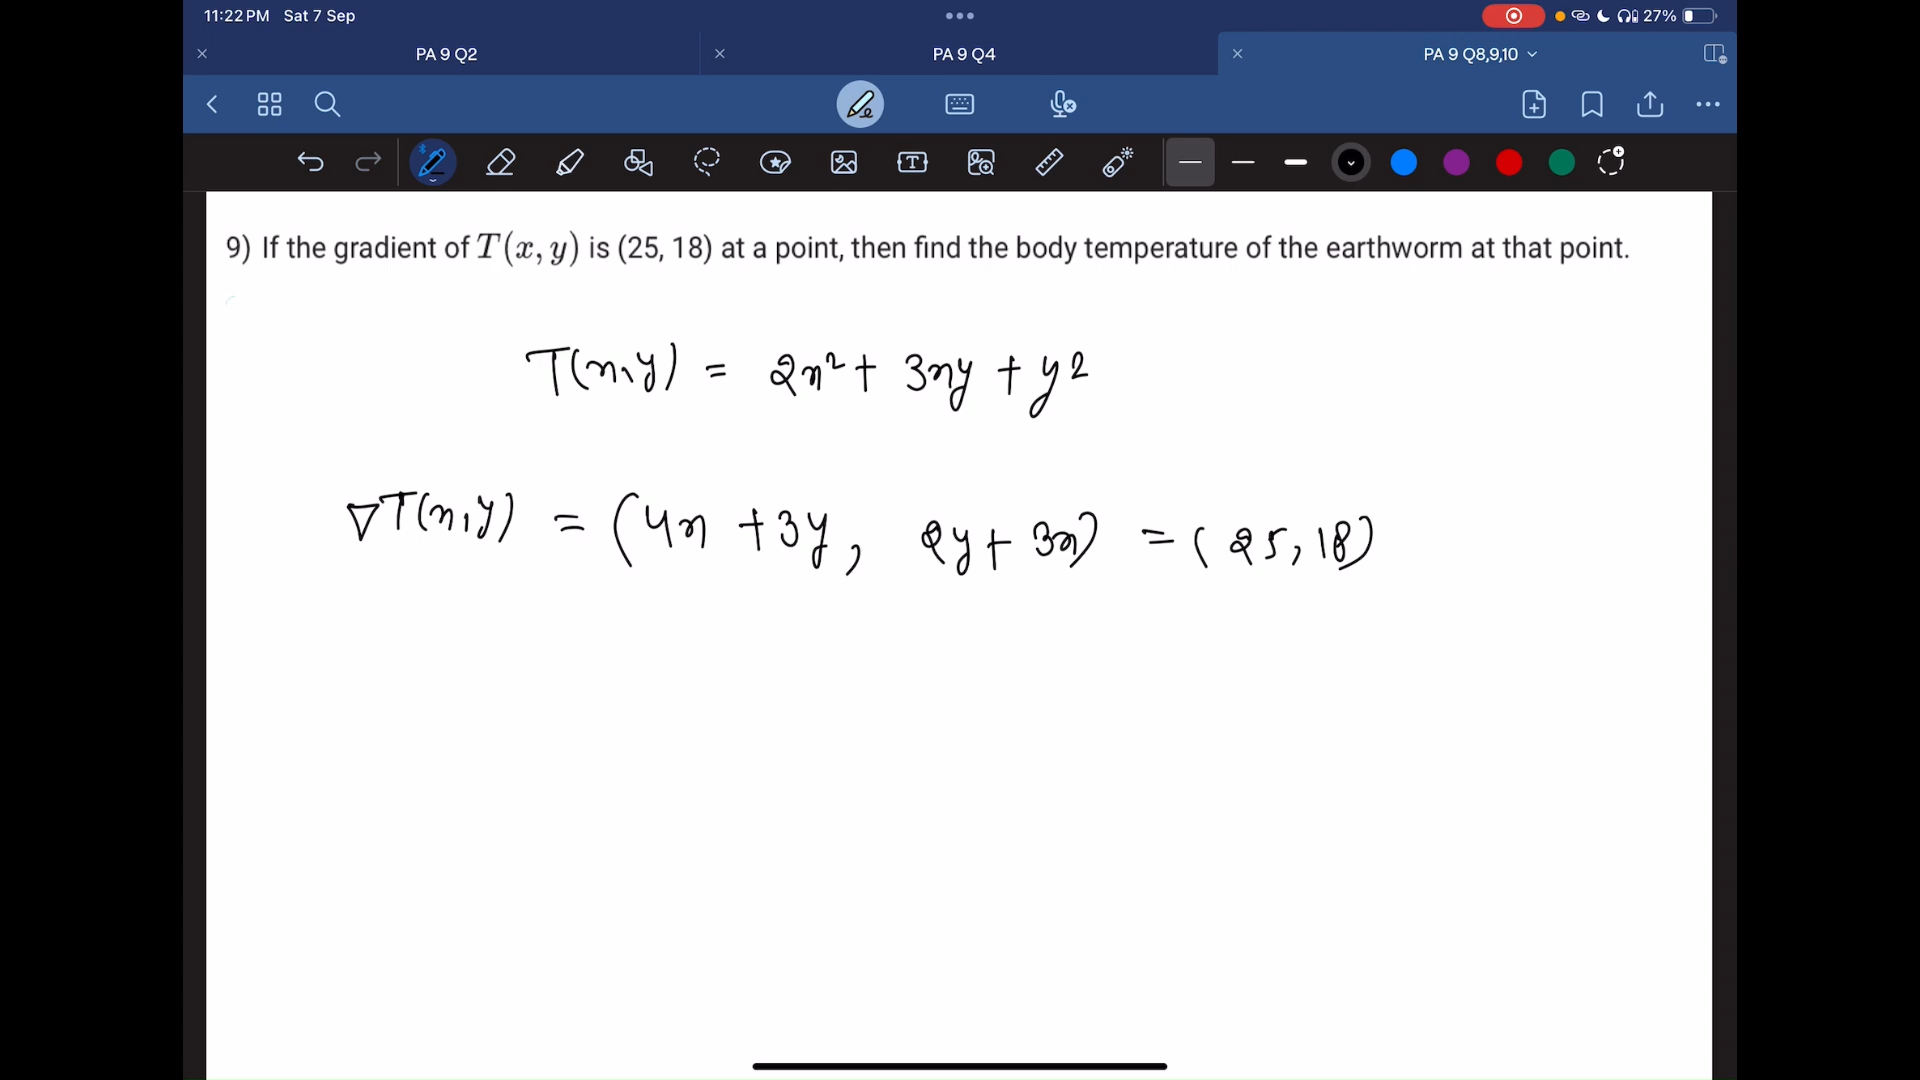 11:22 PM Sat 7 Sep 27%
PA 9 Q2 PA 9 Q4 PA 9 Q8,9,10
9) If the gradient of T(x, y) is (25, 18) at a point, then find the body temperature of the earthworm at that point.
T(x,y) = 2x² + 3xy + y²
∇T(x,y) = (4x + 3y, 2y + 3x) = (25, 18)